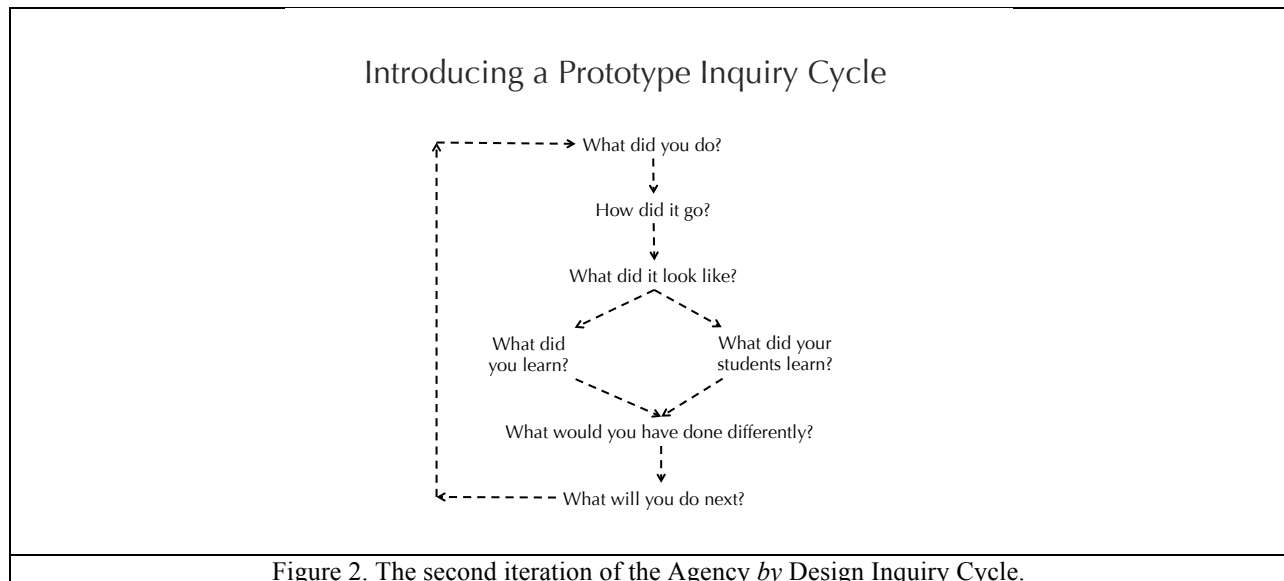 Introducing a Prototype Inquiry Cycle
What did you do?
How did it go?
What did it look like?
What did
you learn?
What did your
students learn?
What would you have done differently?
What will you do next?
Figure 2. The second iteration of the Agency by Design Inquiry Cycle.